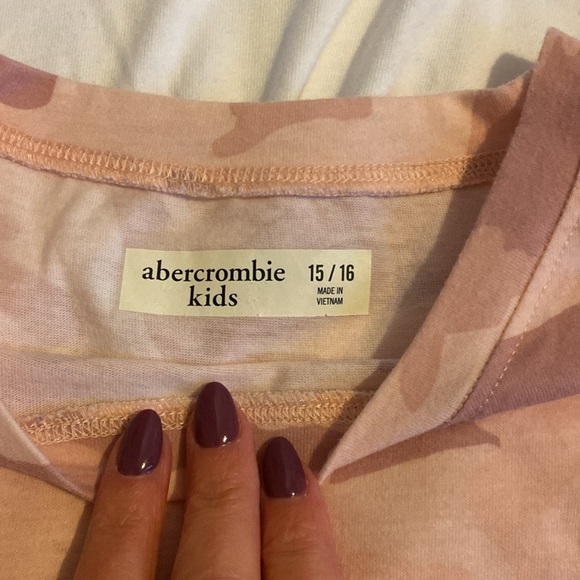 abercrombie
kids
15 / 16
MADE IN
VIETNAM